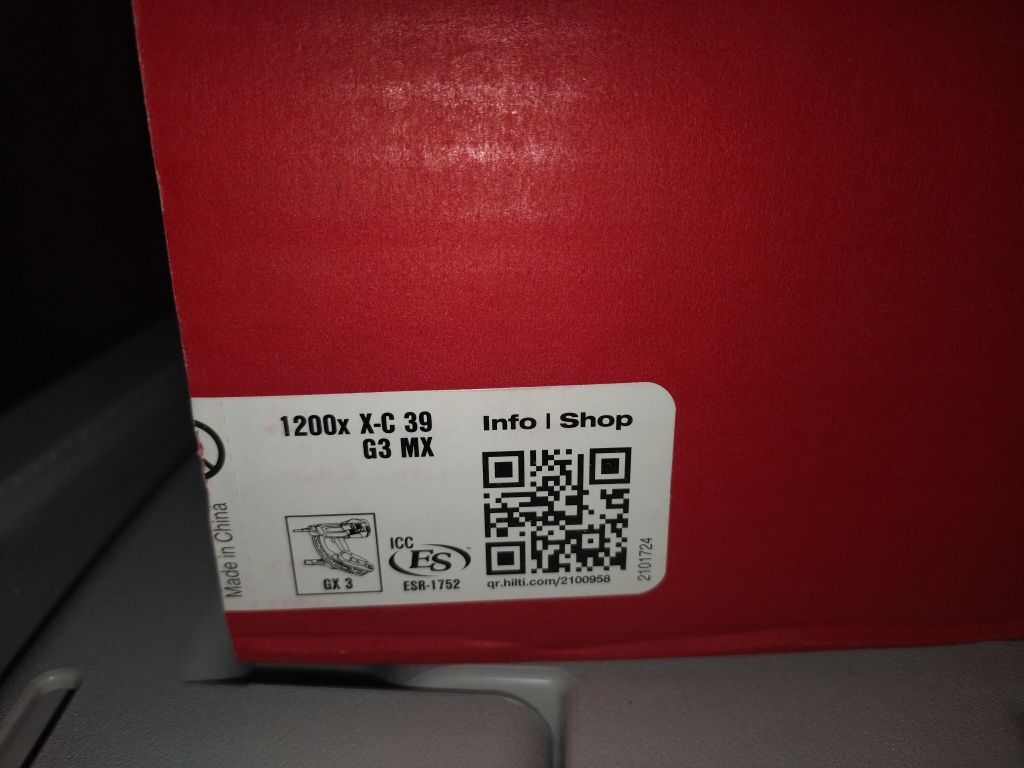 1200x X-C 39
G3 MX
Info | Shop
Made in China
GX 3
ICC
ES
ESR-1752
qr.hilti.com/2100958
2101724